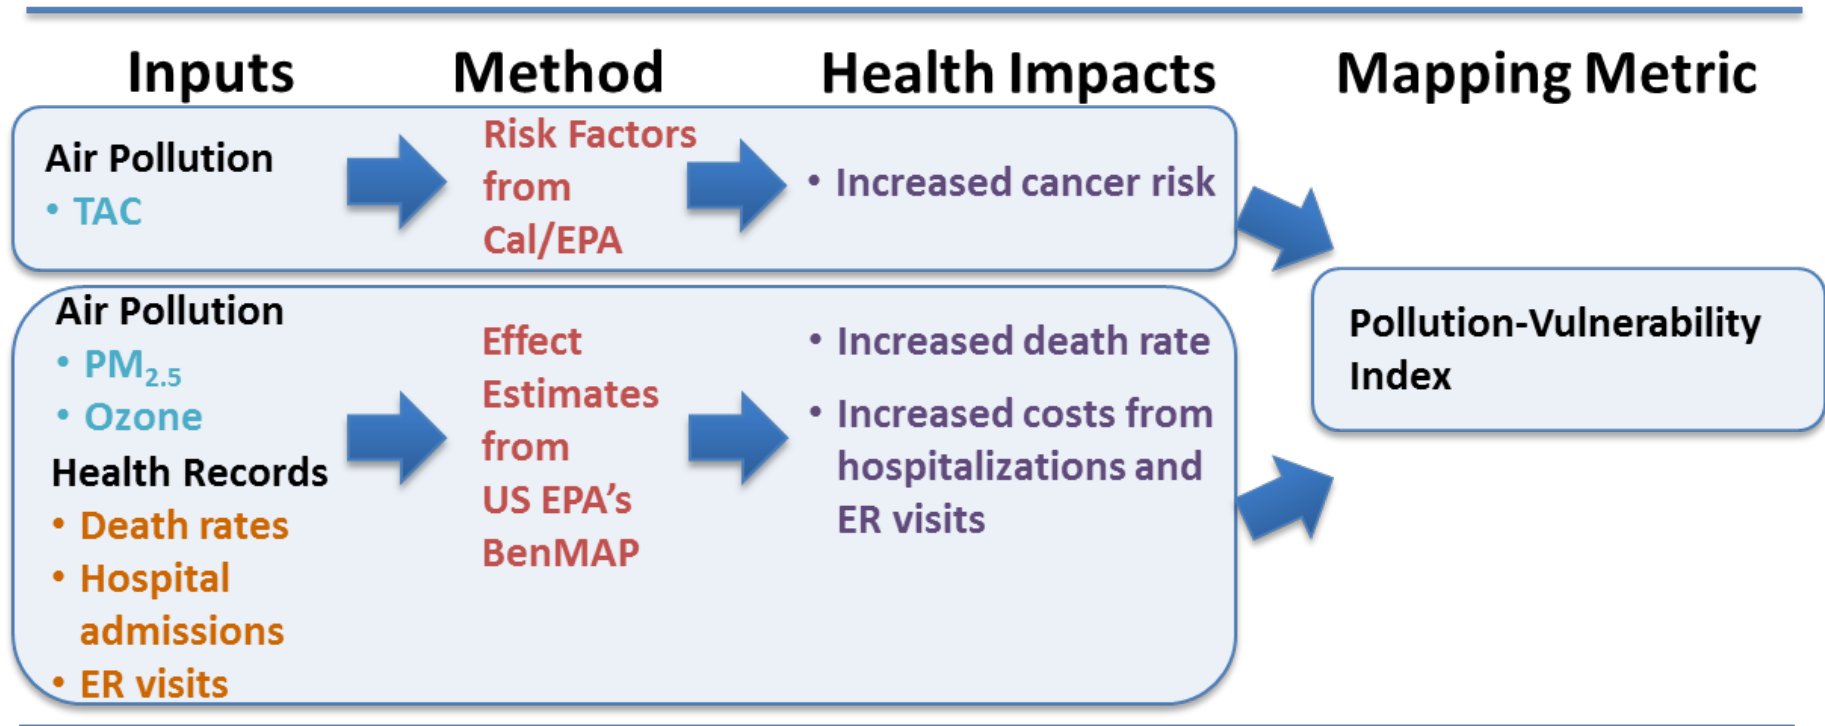 Inputs
Method
Health Impacts
Mapping Metric
Air Pollution
• TAC
Risk Factors
from
Cal/EPA
• Increased cancer risk
Air Pollution
• PM2.5
• Ozone
Health Records
• Death rates
• Hospital
admissions
• ER visits
Effect
Estimates
from
US EPA’s
BenMAP
• Increased death rate
• Increased costs from
hospitalizations and
ER visits
Pollution-Vulnerability
Index